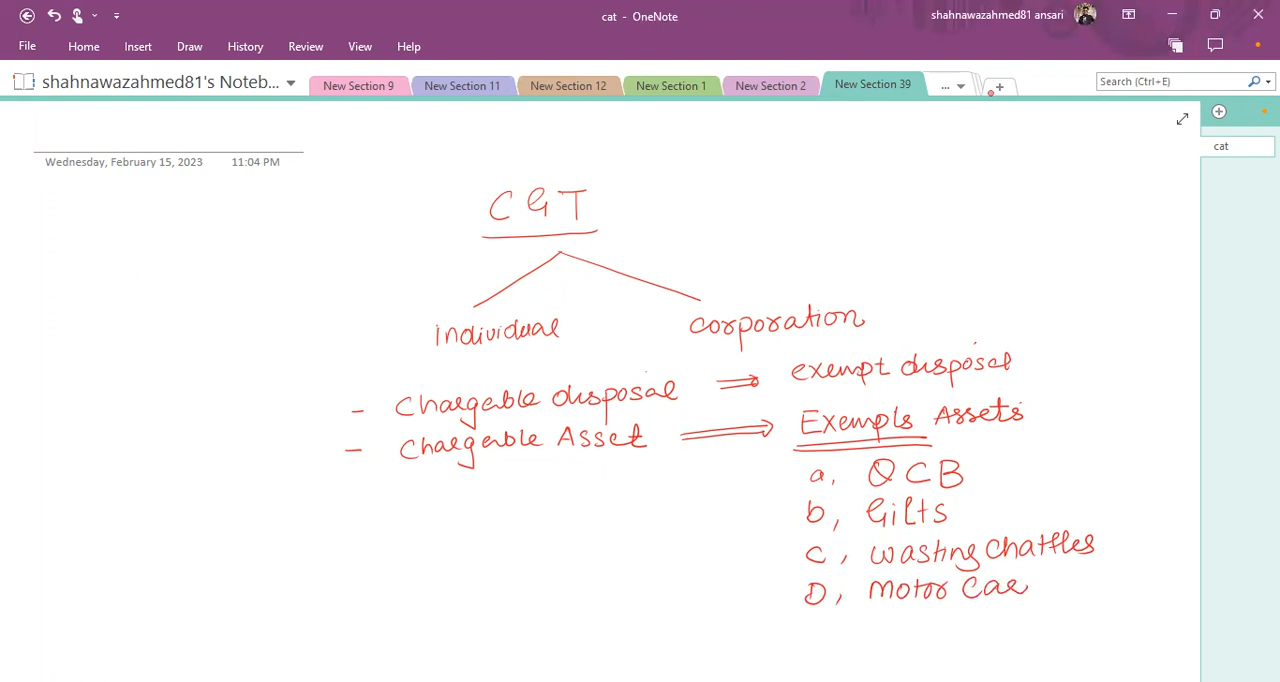 cat - OneNote
shahnawazahmed81 ansari
File Home Insert Draw History Review View Help
shahnawazahmed81's Noteb... New Section 9 New Section 11 New Section 12 New Section 1 New Section 2 New Section 39 ... Search (Ctrl+E)
cat
Wednesday, February 15, 2023 11:04 PM
CGT
individual corporation
- Chargeable disposal ⇒ exempt disposal
- Chargeable Asset ⇒ Exempls Assets
a, QCB
b, Gilts
C, wasting Chattles
D, Motor Car